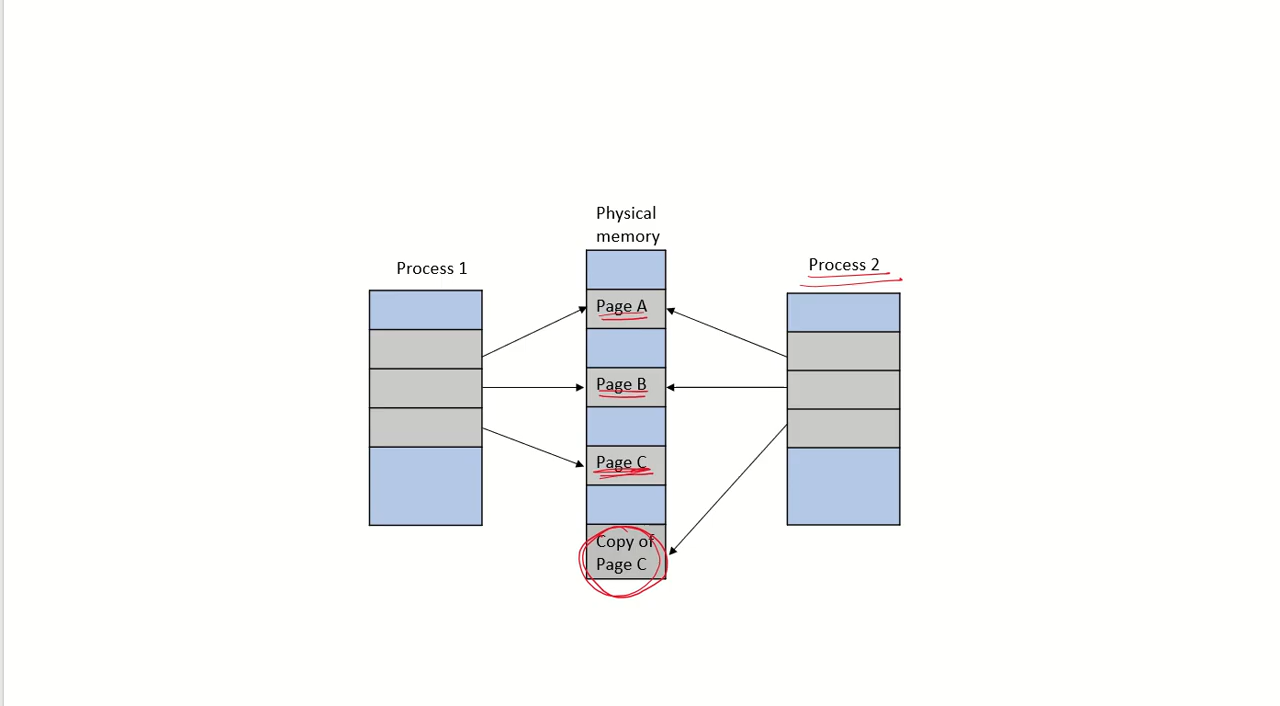 Physical
memory
Process 1
Process 2
Page A
Page B
Page C
Copy of
Page C